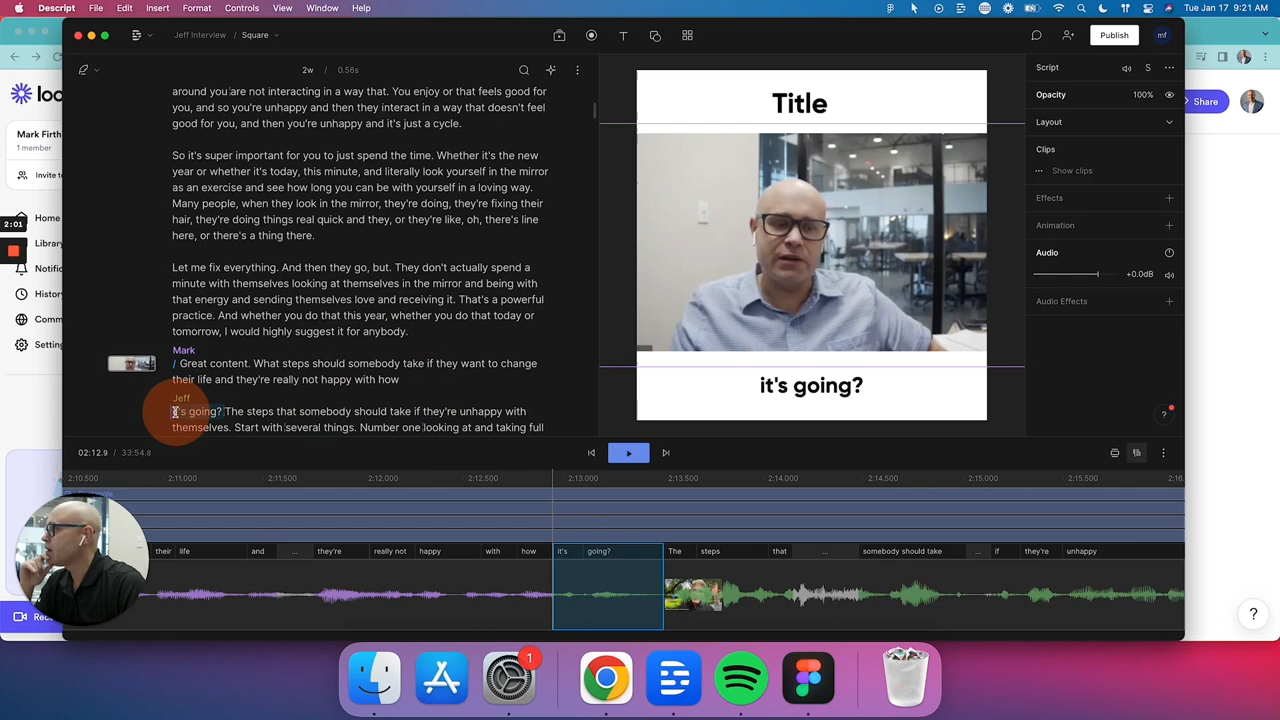 Descript File Edit Format Controls View Window Help Tue Jan 17 9:21 AM
Jeff Interview / Square Publish mf
2w / 0.56s
loo
Share
Mark Firth
1 member
Invite to
2:01
Home
Library
Notific
History
Comm
Setting
Rec
around you are not interacting in a way that. You enjoy or that feels good for
you, and so you're unhappy and then they interact in a way that doesn't feel
good for you, and then you're unhappy and it's just a cycle.
So it's super important for you to just spend the time. Whether it's the new
year or whether it's today, this minute, and literally look yourself in the mirror
as an exercise and see how long you can be with yourself in a loving way.
Many people, when they look in the mirror, they're doing, they're fixing their
hair, they're doing things real quick and they, or they're like, oh, there's line
here, or there's a thing there.
Let me fix everything. And then they go, but. They don't actually spend a
minute with themselves looking at themselves in the mirror and being with
that energy and sending themselves love and receiving it. That's a powerful
practice. And whether you do that this year, whether you do that today or
tomorrow, I would highly suggest it for anybody.
Mark
/ Great content. What steps should somebody take if they want to change
their life and they're really not happy with how
Jeff
it's going? The steps that somebody should take if they're unhappy with
themselves. Start with several things. Number one looking at and taking full
Title
it's going?
Script S ...
Opacity 100%
Layout
Clips
... Show clips
Effects +
Animation +
Audio
+0.0dB
Audio Effects +
?
02:12.9 / 33:54.8
2:10.500 2:11.000 2:11.500 2:12.000 2:12.500 2:13.000 2:13.500 2:14.000 2:14.500 2:15.000 2:15.500 2:16.
their life and ... they're really not happy with how it's going? The steps that ... somebody should take ... if they're unhappy
?
1